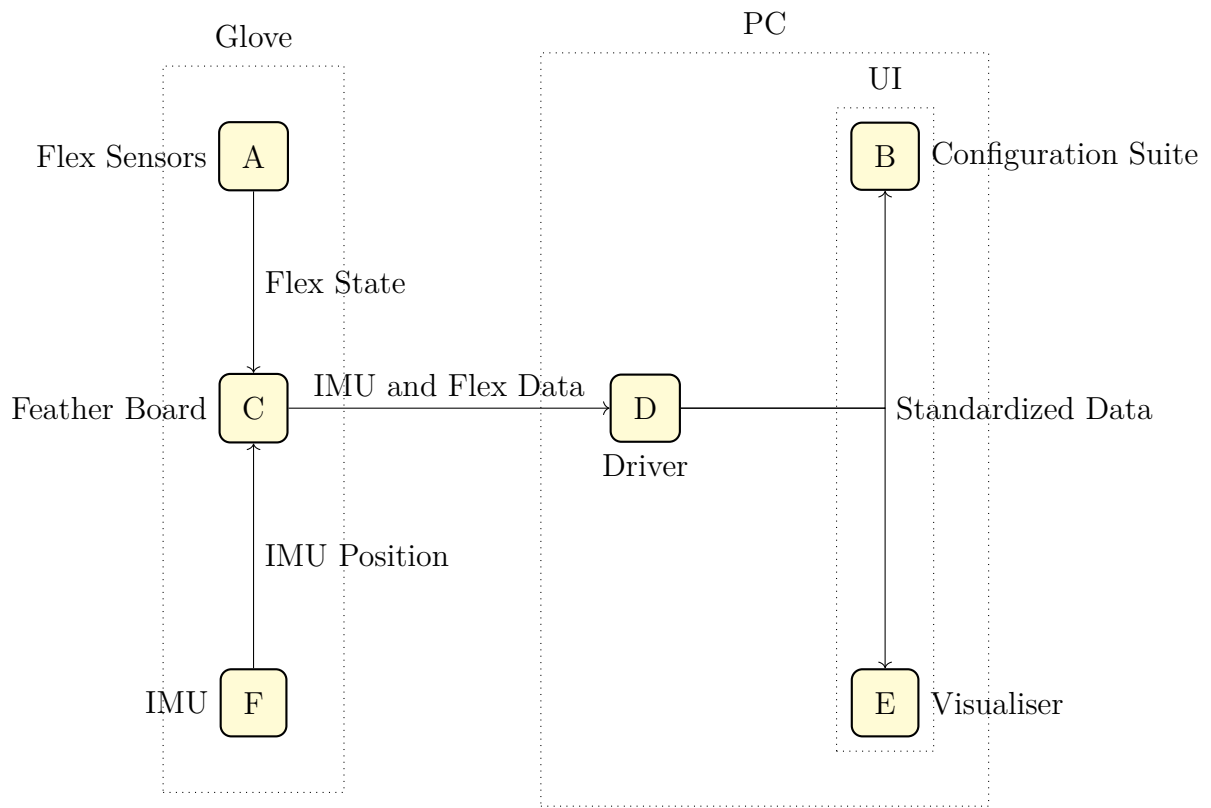 PC
Glove
UI
Flex Sensors
A
B
Configuration Suite
Flex State
Feather Board
C
IMU and Flex Data
D
Standardized Data
Driver
IMU Position
IMU
F
E
Visualiser